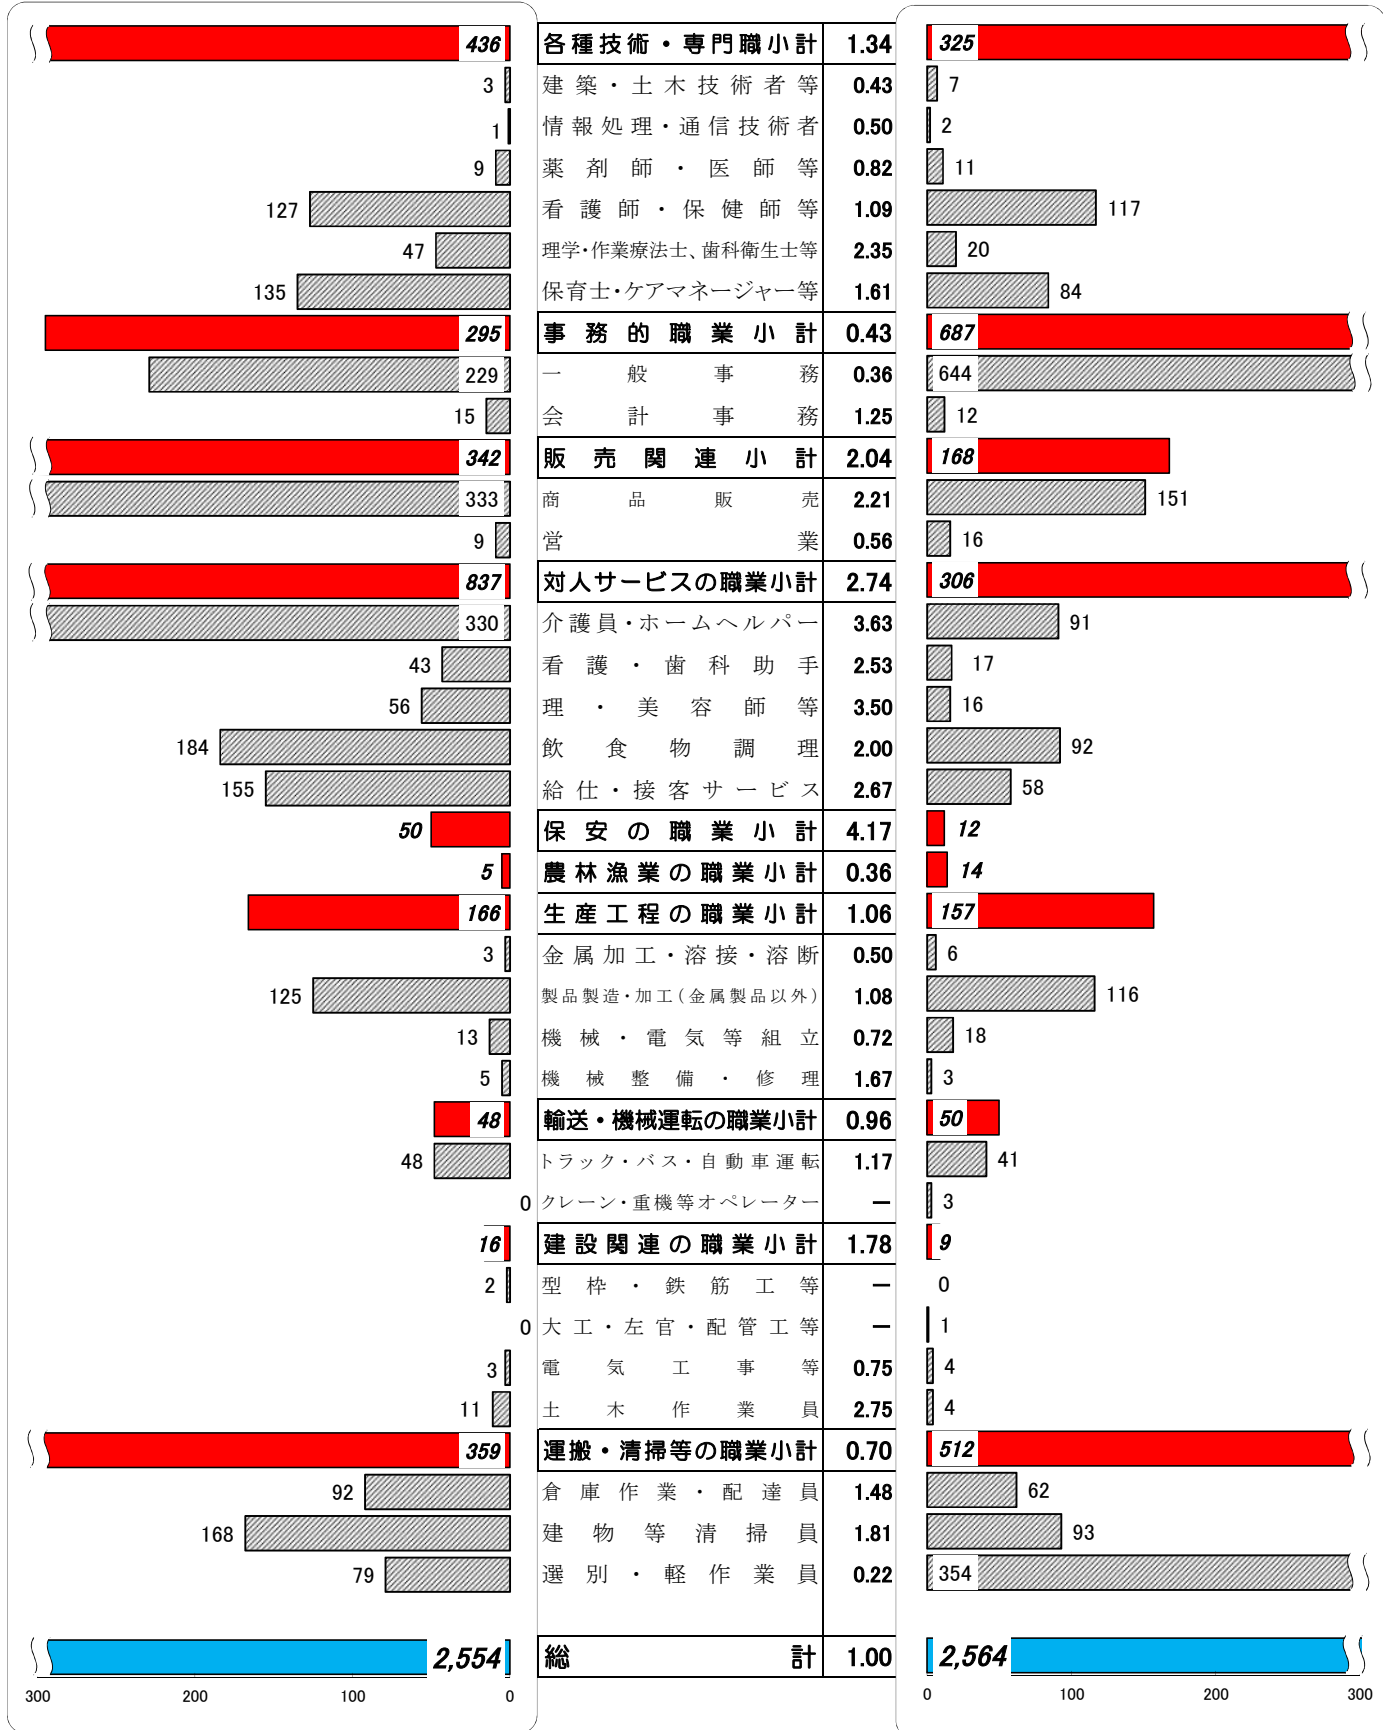 436 各種技術・専門職小計 1.34 325
3 建築・土木技術者等 0.43 7
1 情報処理・通信技術者 0.50 2
9 薬剤師・医師等 0.82 11
127 看護師・保健師等 1.09 117
47 理学・作業療法士、歯科衛生士等 2.35 20
135 保育士・ケアマネージャー等 1.61 84
295 事務的職業小計 0.43 687
229 一般事務 0.36 644
15 会計事務 1.25 12
342 販売関連小計 2.04 168
333 商品販売 2.21 151
9 営業 0.56 16
837 対人サービスの職業小計 2.74 306
330 介護員・ホームヘルパー 3.63 91
43 看護・歯科助手 2.53 17
56 理・美容師等 3.50 16
184 飲食物調理 2.00 92
155 給仕・接客サービス 2.67 58
50 保安の職業小計 4.17 12
5 農林漁業の職業小計 0.36 14
166 生産工程の職業小計 1.06 157
3 金属加工・溶接・溶断 0.50 6
125 製品製造・加工(金属製品以外) 1.08 116
13 機械・電気等組立 0.72 18
5 機械整備・修理 1.67 3
48 輸送・機械運転の職業小計 0.96 50
48 トラック・バス・自動車運転 1.17 41
0 クレーン・重機等オペレーター ー 3
16 建設関連の職業小計 1.78 9
2 型枠・鉄筋工等 ー 0
0 大工・左官・配管工等 ー 1
3 電気工事等 0.75 4
11 土木作業員 2.75 4
359 運搬・清掃等の職業小計 0.70 512
92 倉庫作業・配達員 1.48 62
168 建物等清掃員 1.81 93
79 選別・軽作業員 0.22 354
2,554 総計 1.00 2,564
300 200 100 0 0 100 200 300